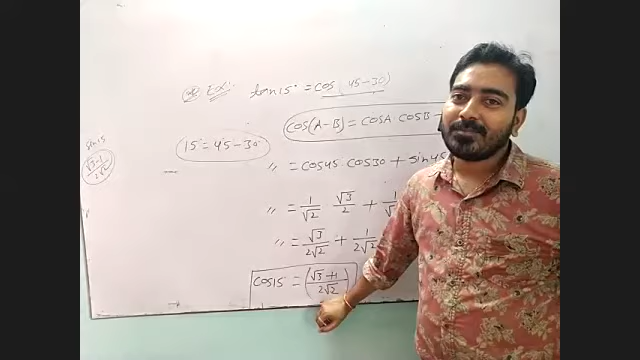 Ex: tan15° = cos (45-30)
cos(A-B) = cosA cosB
15° = 45-30°
" = cos45 cos30 + sin45
sin15
√3-1/2√2
" = 1/√2 √3/2 + 1/√
" = √3/2√2 + 1/2√2
cos15 = (√3+1/2√2)